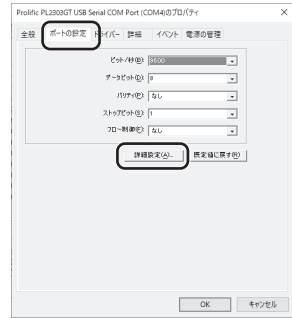 Prolific PL2303GT USB Serial COM Port (COM4)のプロパティ
全般 ポートの設定 ドライバー 詳細 イベント 電源の管理
ビット/秒(B): 9600
データビット(D): 8
パリティ(P): なし
ストップビット(S): 1
フロー制御(F): なし
詳細設定(A)... 既定値に戻す(R)
OK キャンセル